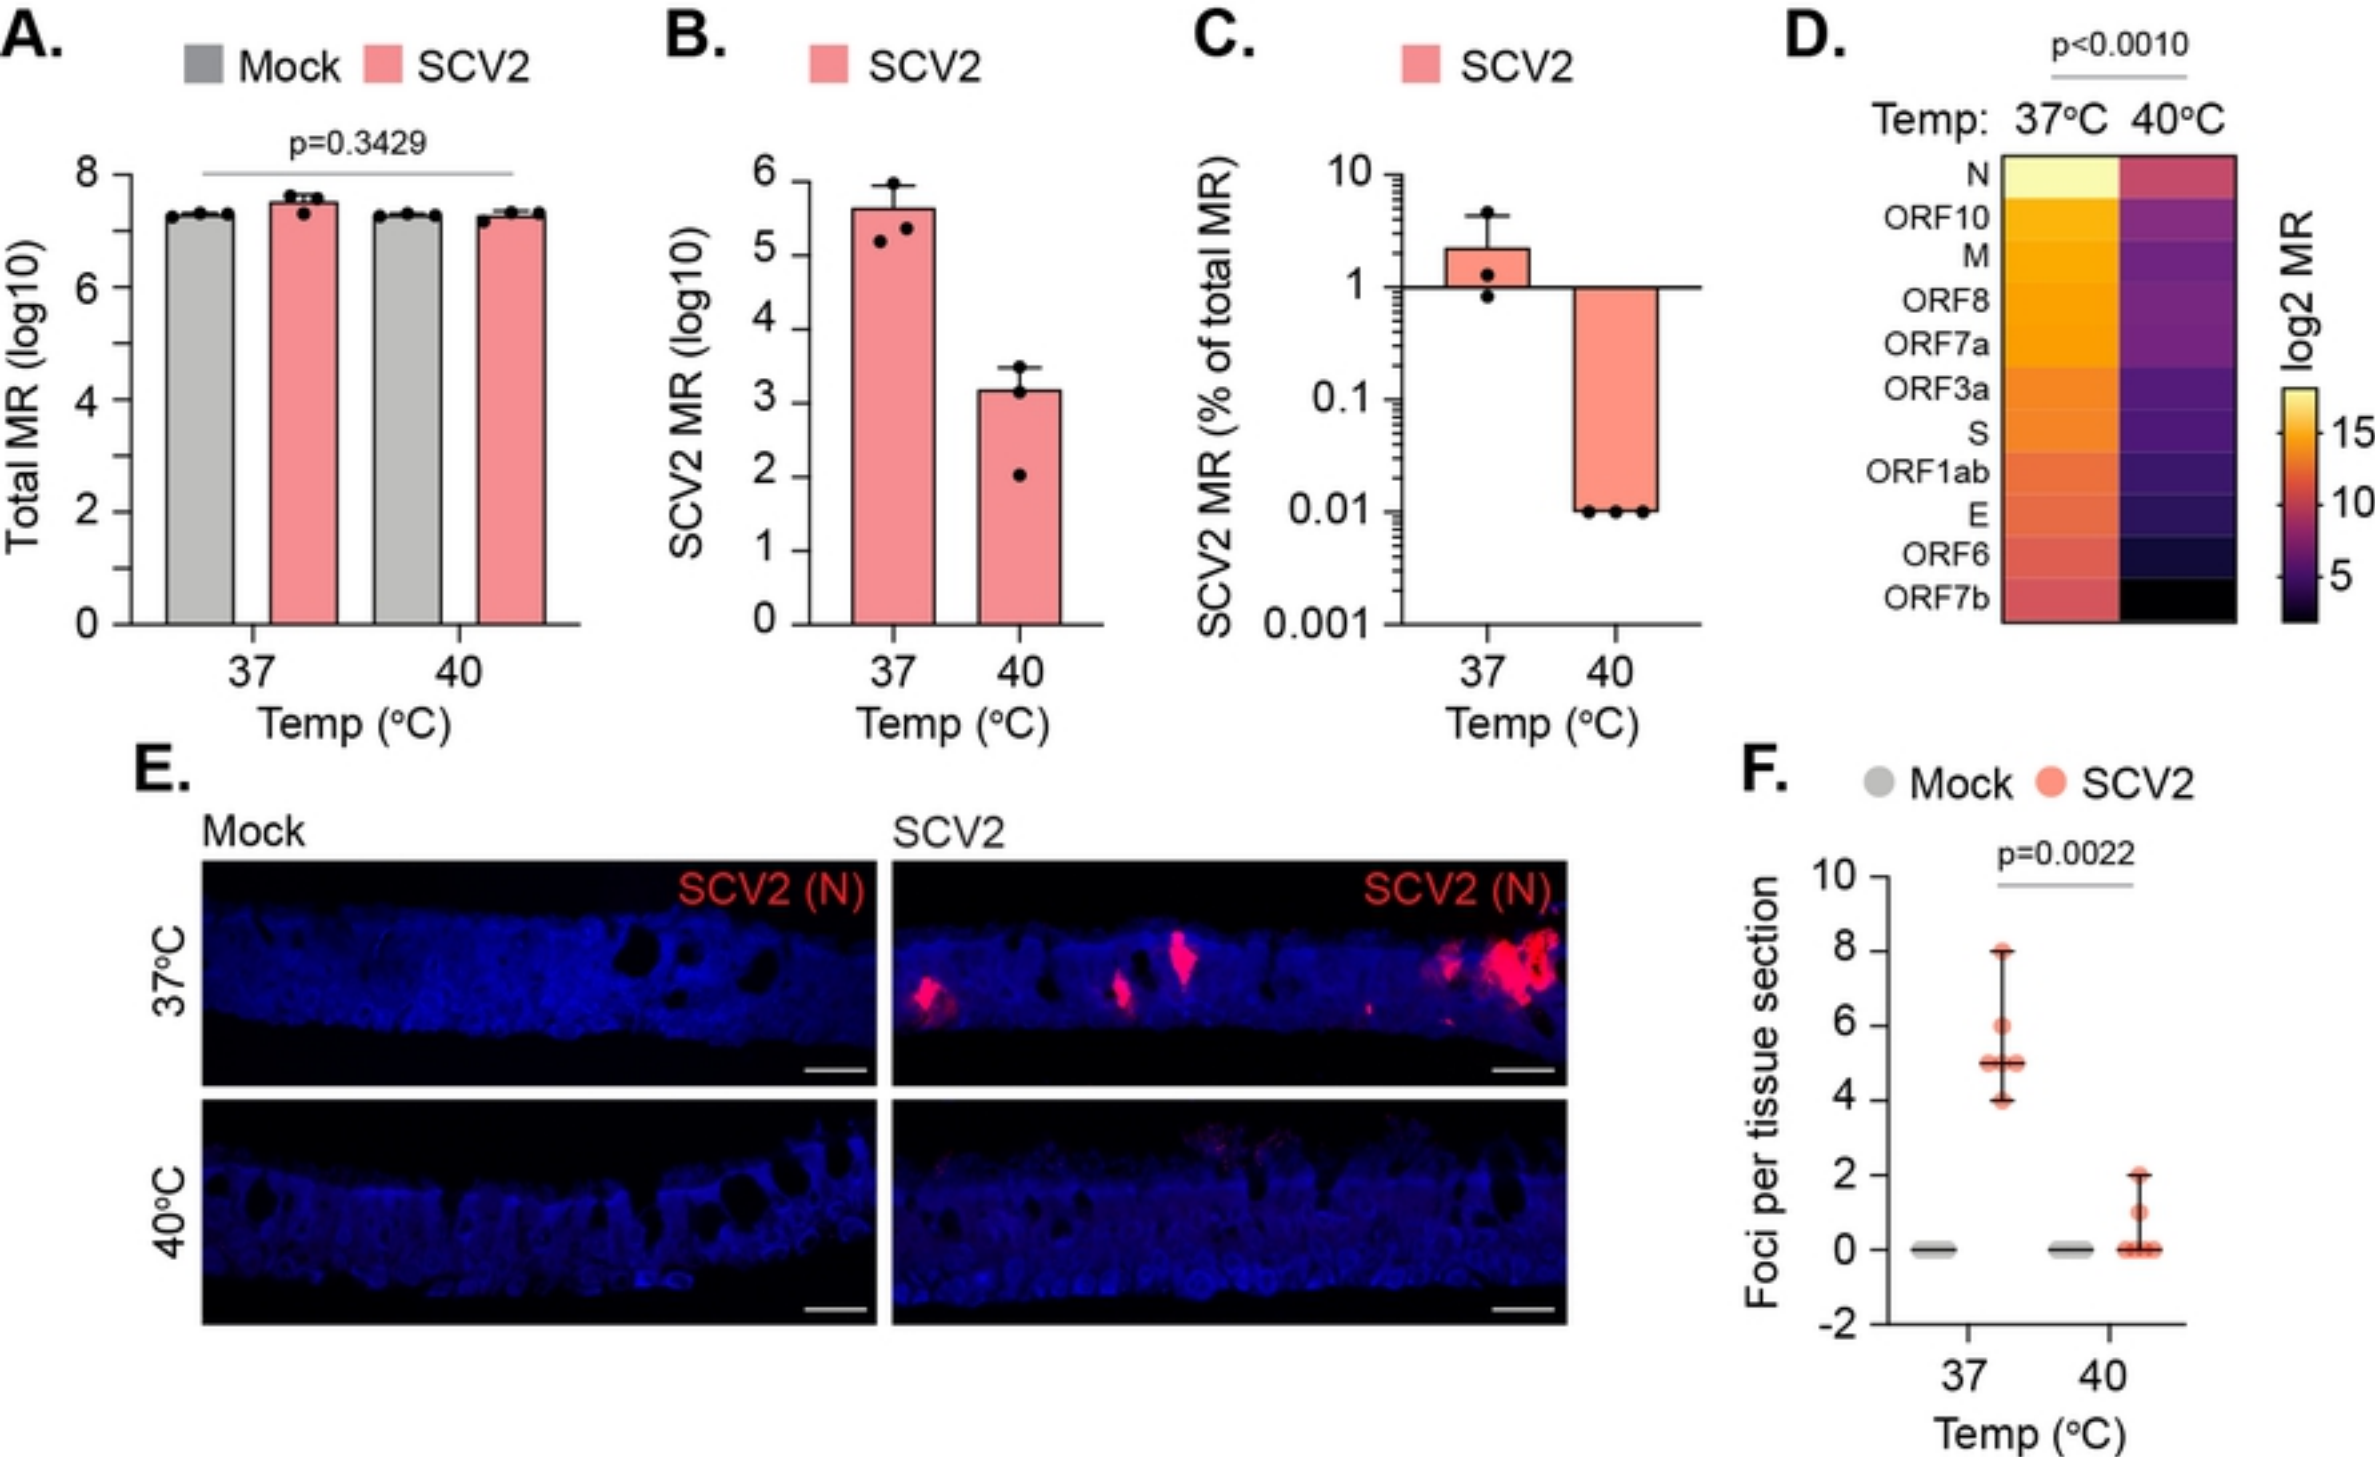 A.
Mock SCV2
p=0.3429
Total MR (log10)
8
6
4
2
0
37 40
Temp (°C)
B.
SCV2
SCV2 MR (log10)
6
5
4
3
2
1
0
37 40
Temp (°C)
C.
SCV2
SCV2 MR (% of total MR)
10
1
0.1
0.01
0.001
37 40
Temp (°C)
D.
p<0.0010
Temp: 37°C 40°C
N
ORF10
M
ORF8
ORF7a
ORF3a
S
ORF1ab
E
ORF6
ORF7b
log2 MR
15
10
5
E.
Mock SCV2
37°C
SCV2 (N) SCV2 (N)
40°C
F.
Mock SCV2
p=0.0022
Foci per tissue section
10
8
6
4
2
0
-2
37 40
Temp (°C)